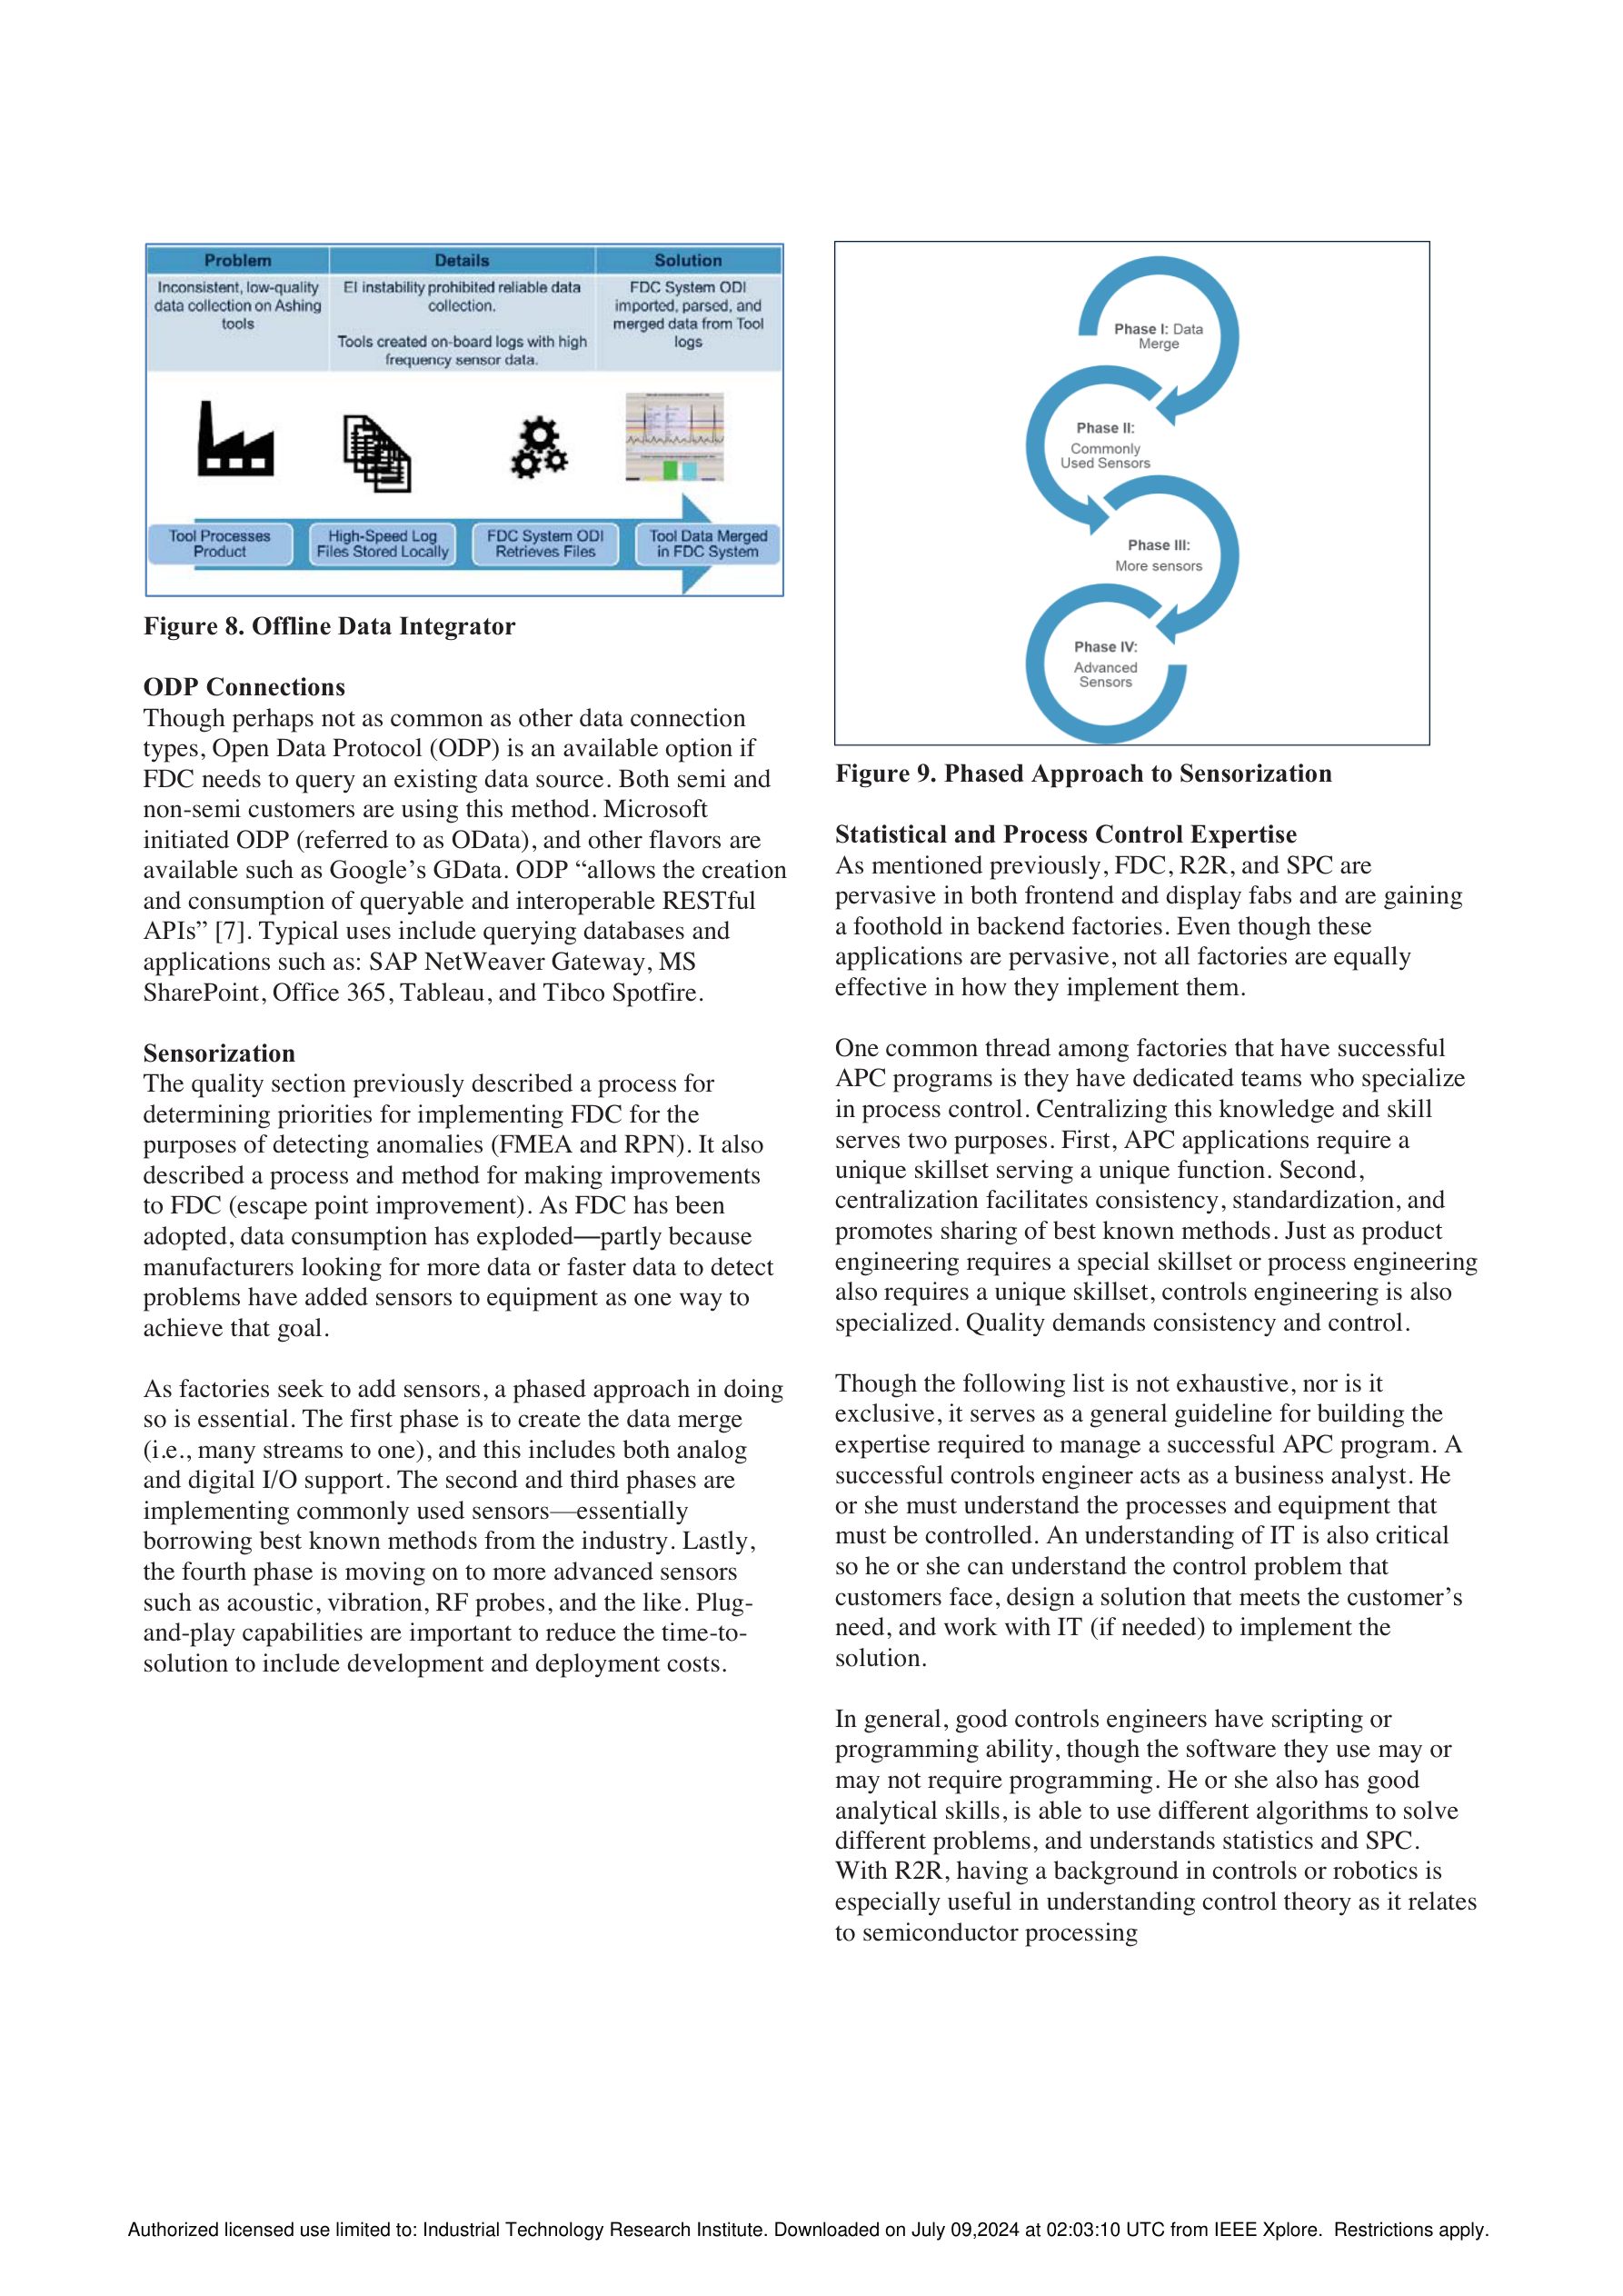 Problem
Details
Solution
Inconsistent, low-quality
data collection on Ashing
tools
EI instability prohibited reliable data
collection.
Tools created on-board logs with high
frequency sensor data.
FDC System ODI
imported, parsed, and
merged data from Tool
logs
Tool Processes
Product
High-Speed Log
Files Stored Locally
FDC System ODI
Retrieves Files
Tool Data Merged
in FDC System
Figure 8. Offline Data Integrator
ODP Connections
Though perhaps not as common as other data connection
types, Open Data Protocol (ODP) is an available option if
FDC needs to query an existing data source. Both semi and
non-semi customers are using this method. Microsoft
initiated ODP (referred to as OData), and other flavors are
available such as Google’s GData. ODP “allows the creation
and consumption of queryable and interoperable RESTful
APIs” [7]. Typical uses include querying databases and
applications such as: SAP NetWeaver Gateway, MS
SharePoint, Office 365, Tableau, and Tibco Spotfire.
Sensorization
The quality section previously described a process for
determining priorities for implementing FDC for the
purposes of detecting anomalies (FMEA and RPN). It also
described a process and method for making improvements
to FDC (escape point improvement). As FDC has been
adopted, data consumption has exploded—partly because
manufacturers looking for more data or faster data to detect
problems have added sensors to equipment as one way to
achieve that goal.
As factories seek to add sensors, a phased approach in doing
so is essential. The first phase is to create the data merge
(i.e., many streams to one), and this includes both analog
and digital I/O support. The second and third phases are
implementing commonly used sensors—essentially
borrowing best known methods from the industry. Lastly,
the fourth phase is moving on to more advanced sensors
such as acoustic, vibration, RF probes, and the like. Plug-
and-play capabilities are important to reduce the time-to-
solution to include development and deployment costs.
Phase I: Data
Merge
Phase II:
Commonly
Used Sensors
Phase III:
More sensors
Phase IV:
Advanced
Sensors
Figure 9. Phased Approach to Sensorization
Statistical and Process Control Expertise
As mentioned previously, FDC, R2R, and SPC are
pervasive in both frontend and display fabs and are gaining
a foothold in backend factories. Even though these
applications are pervasive, not all factories are equally
effective in how they implement them.
One common thread among factories that have successful
APC programs is they have dedicated teams who specialize
in process control. Centralizing this knowledge and skill
serves two purposes. First, APC applications require a
unique skillset serving a unique function. Second,
centralization facilitates consistency, standardization, and
promotes sharing of best known methods. Just as product
engineering requires a special skillset or process engineering
also requires a unique skillset, controls engineering is also
specialized. Quality demands consistency and control.
Though the following list is not exhaustive, nor is it
exclusive, it serves as a general guideline for building the
expertise required to manage a successful APC program. A
successful controls engineer acts as a business analyst. He
or she must understand the processes and equipment that
must be controlled. An understanding of IT is also critical
so he or she can understand the control problem that
customers face, design a solution that meets the customer’s
need, and work with IT (if needed) to implement the
solution.
In general, good controls engineers have scripting or
programming ability, though the software they use may or
may not require programming. He or she also has good
analytical skills, is able to use different algorithms to solve
different problems, and understands statistics and SPC.
With R2R, having a background in controls or robotics is
especially useful in understanding control theory as it relates
to semiconductor processing
Authorized licensed use limited to: Industrial Technology Research Institute. Downloaded on July 09,2024 at 02:03:10 UTC from IEEE Xplore. Restrictions apply.